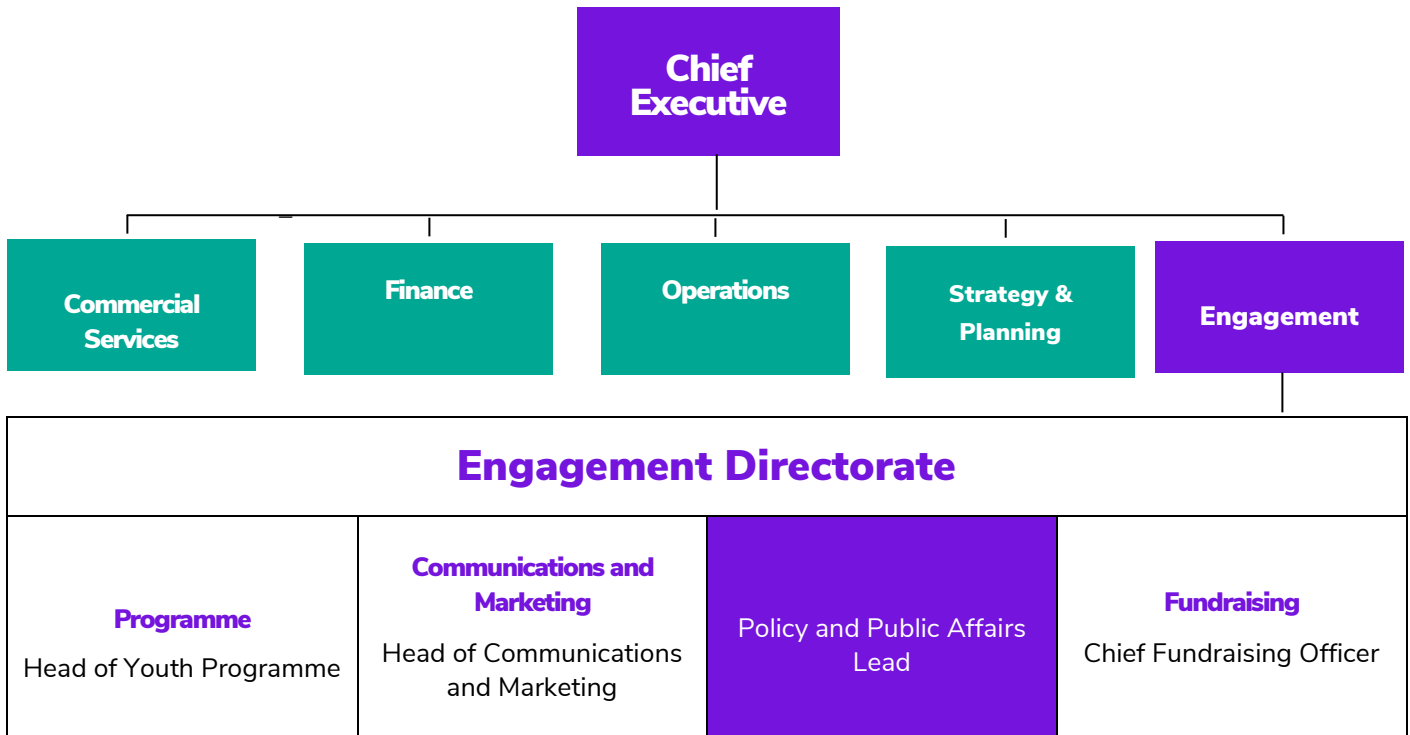 Chief
Executive
Commercial
Services
Finance
Operations
Strategy &
Planning
Engagement
Engagement Directorate
Programme
Head of Youth Programme
Communications and
Marketing
Head of Communications
and Marketing
Policy and Public Affairs
Lead
Fundraising
Chief Fundraising Officer